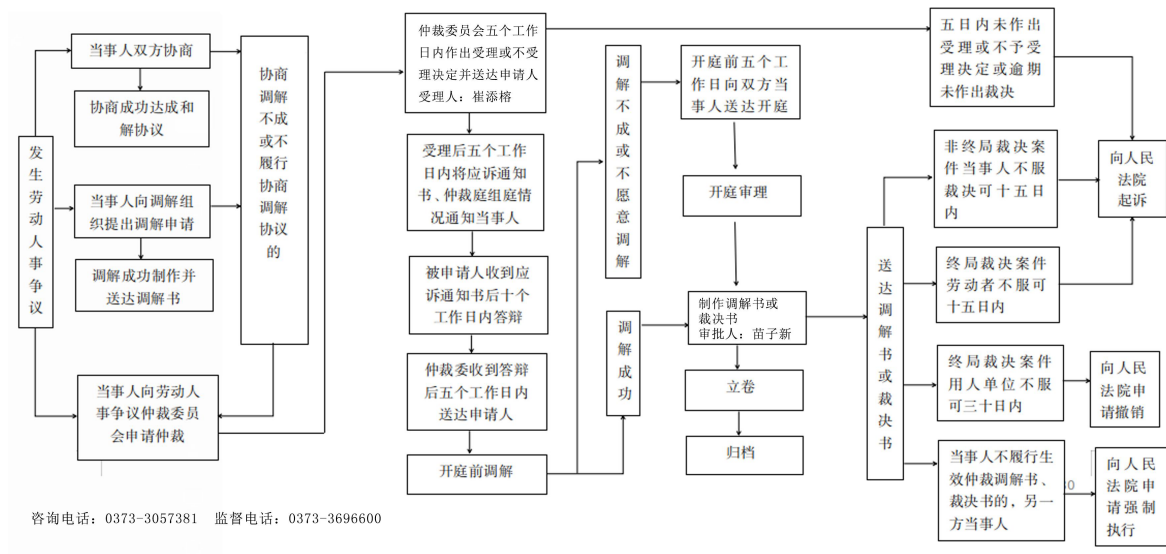 发
生
劳
动
人
事
争
议
当事人双方协商
协商成功达成和
解协议
当事人向调解组
织提出调解申请
调解成功制作并
送达调解书
当事人向劳动人
事争议仲裁委员
会申请仲裁
协商
调解
不成
或不
履行
协商
调解
协议
的
仲裁委员会五个工作
日内作出受理或不受
理决定并送达申请人
受理人：崔添榕
受理后五个工作
日内将应诉通知
书、仲裁庭组庭情
况通知当事人
被申请人收到应
诉通知书后十个
工作日内答辩
仲裁委收到答辩
后五个工作日内
送达申请人
开庭前调解
调
解
不
成
或
不
愿
意
调
解
调
解
成
功
开庭前五个工
作日向双方当
事人送达开庭
开庭审理
制作调解书或
裁决书
审批人：苗子新
立卷
归档
送
达
调
解
书
或
裁
决
书
五日内未作出
受理或不予受
理决定或逾期
未作出裁决
非终局裁决案
件当事人不服
裁决可十五日
内
终局裁决案件
劳动者不服可
十五日内
终局裁决案件
用人单位不服
可三十日内
当事人不履行生
效仲裁调解书、
裁决书的，另一
方当事人
向人民
法院
起诉
向人民
法院申
请撤销
30
向人民
法院申
请强制
执行
咨询电话：0373-3057381 监督电话：0373-3696600